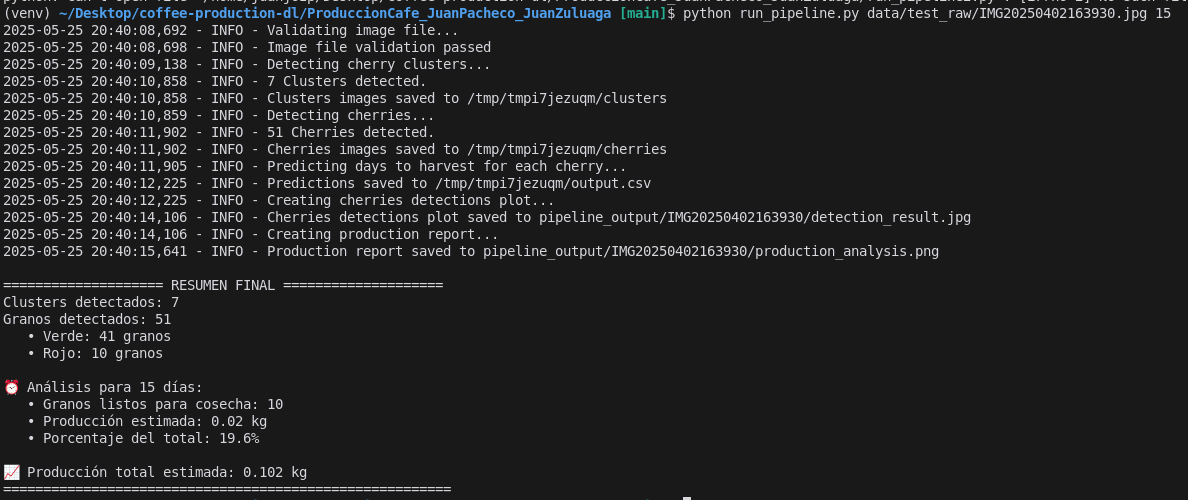 (venv) ~/Desktop/coffee-production-dl/ProduccionCafe_JuanPacheco_JuanZuluaga [main]$ python run_pipeline.py data/test_raw/IMG20250402163930.jpg 15
2025-05-25 20:40:08,692 - INFO - Validating image file...
2025-05-25 20:40:08,698 - INFO - Image file validation passed
2025-05-25 20:40:09,138 - INFO - Detecting cherry clusters...
2025-05-25 20:40:10,858 - INFO - 7 Clusters detected.
2025-05-25 20:40:10,858 - INFO - Clusters images saved to /tmp/tmpi7jezuqm/clusters
2025-05-25 20:40:10,859 - INFO - Detecting cherries...
2025-05-25 20:40:11,902 - INFO - 51 Cherries detected.
2025-05-25 20:40:11,902 - INFO - Cherries images saved to /tmp/tmpi7jezuqm/cherries
2025-05-25 20:40:11,905 - INFO - Predicting days to harvest for each cherry...
2025-05-25 20:40:12,225 - INFO - Predictions saved to /tmp/tmpi7jezuqm/output.csv
2025-05-25 20:40:12,225 - INFO - Creating cherries detections plot...
2025-05-25 20:40:14,106 - INFO - Cherries detections plot saved to pipeline_output/IMG20250402163930/detection_result.jpg
2025-05-25 20:40:14,106 - INFO - Creating production report...
2025-05-25 20:40:15,641 - INFO - Production report saved to pipeline_output/IMG20250402163930/production_analysis.png
==================== RESUMEN FINAL ====================
Clusters detectados: 7
Granos detectados: 51
• Verde: 41 granos
• Rojo: 10 granos
⏰ Análisis para 15 días:
• Granos listos para cosecha: 10
• Producción estimada: 0.02 kg
• Porcentaje del total: 19.6%
📈 Producción total estimada: 0.102 kg
=======================================================